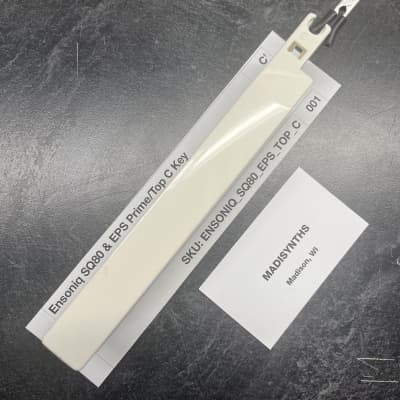 Ensoniq SQ80 & EPS Prime/Top C Key
C'
SKU: ENSONIQ_SQ80_EPS_TOP_C
001
MADISYNTHS
Madison, WI